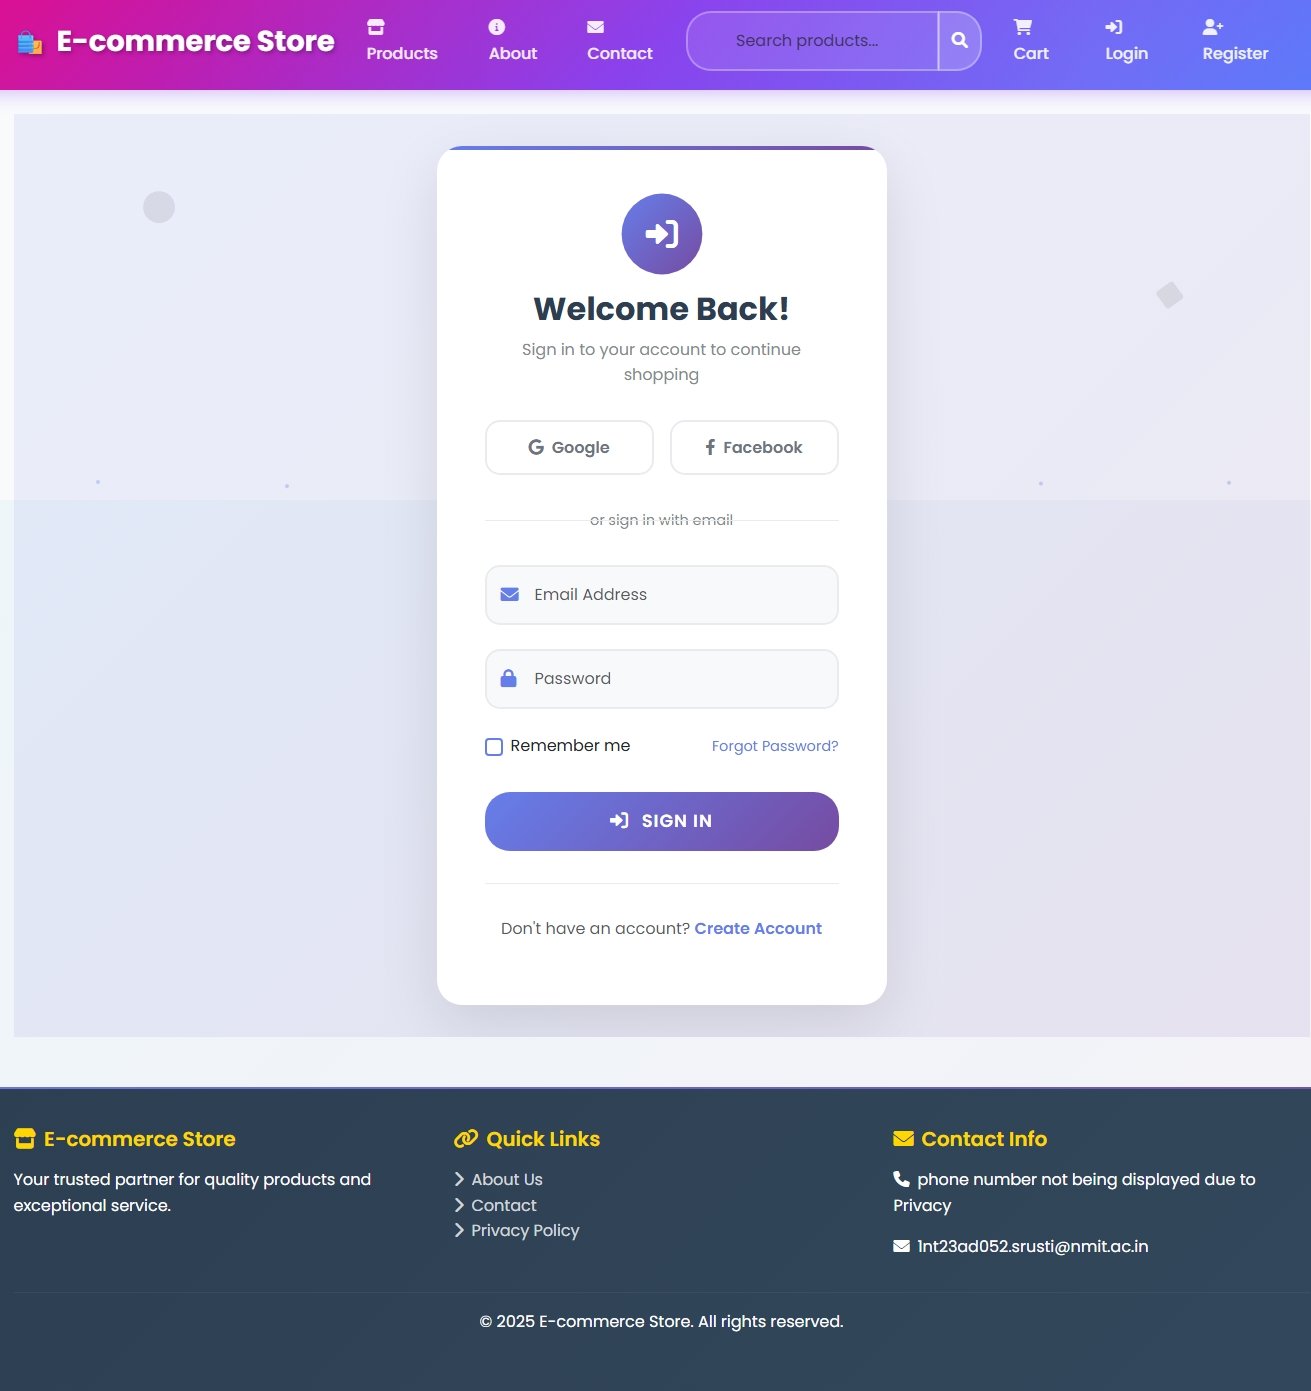 E-commerce Store
Products
About
Contact
Search products...
Cart
Login
Register
Welcome Back!
Sign in to your account to continue
shopping
Google
Facebook
or sign in with email
Email Address
Password
Remember me
Forgot Password?
SIGN IN
Don't have an account? Create Account
E-commerce Store
Your trusted partner for quality products and
exceptional service.
Quick Links
About Us
Contact
Privacy Policy
Contact Info
phone number not being displayed due to
Privacy
1nt23ad052.srusti@nmit.ac.in
© 2025 E-commerce Store. All rights reserved.